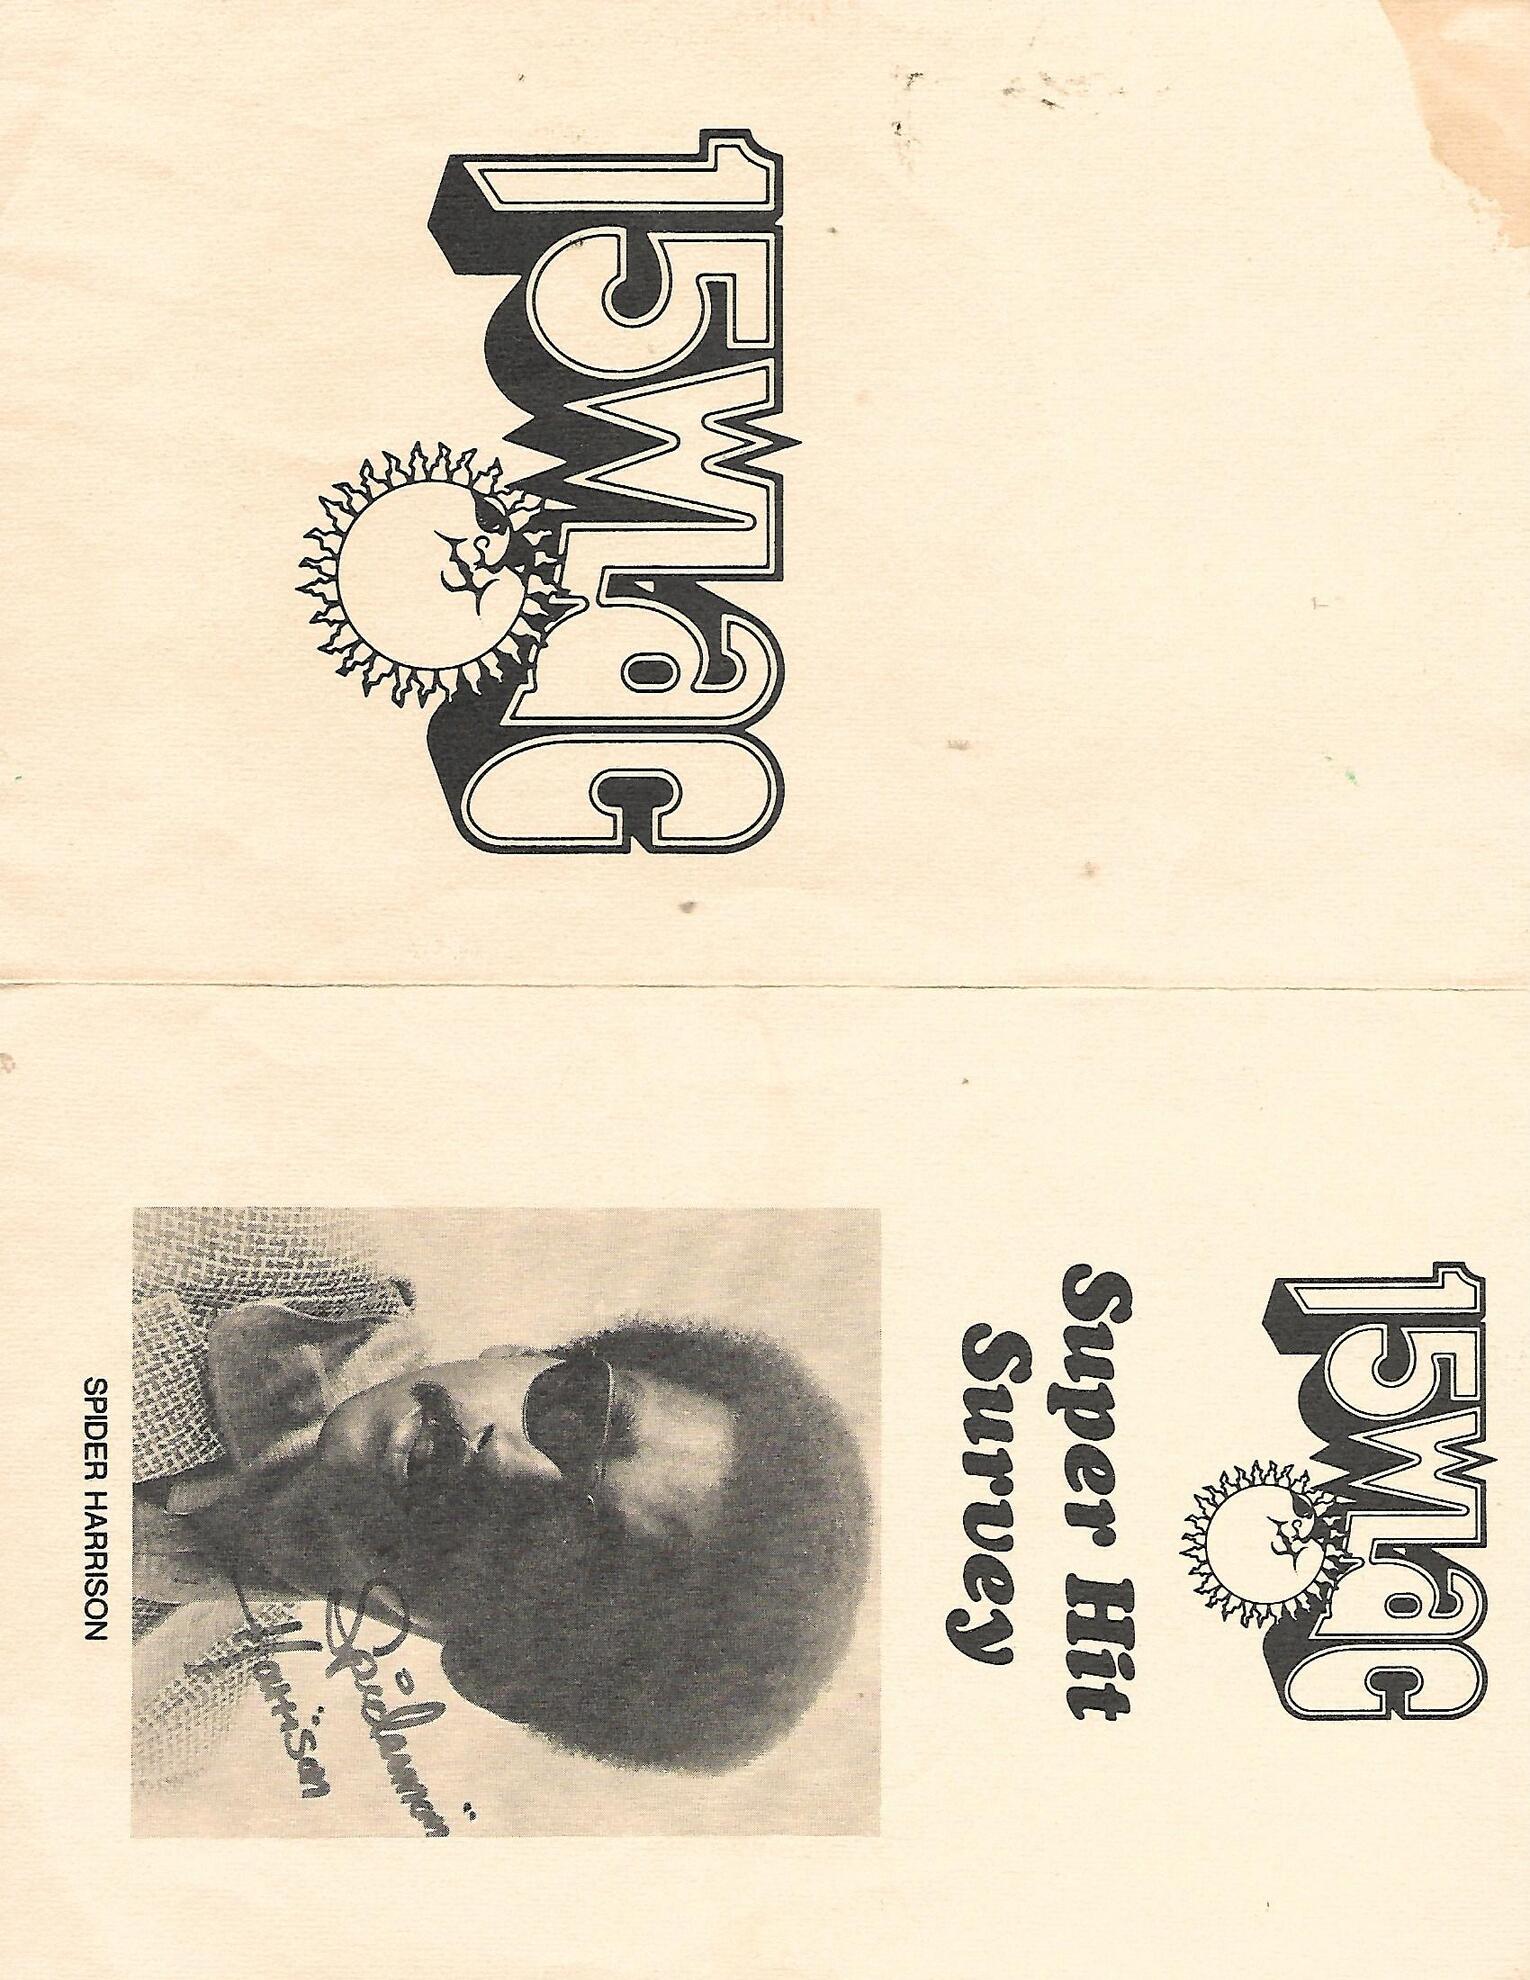 15WLAC
15WLAC
Super Hit
Survey
"Spiderman"
Harrison
SPIDER HARRISON